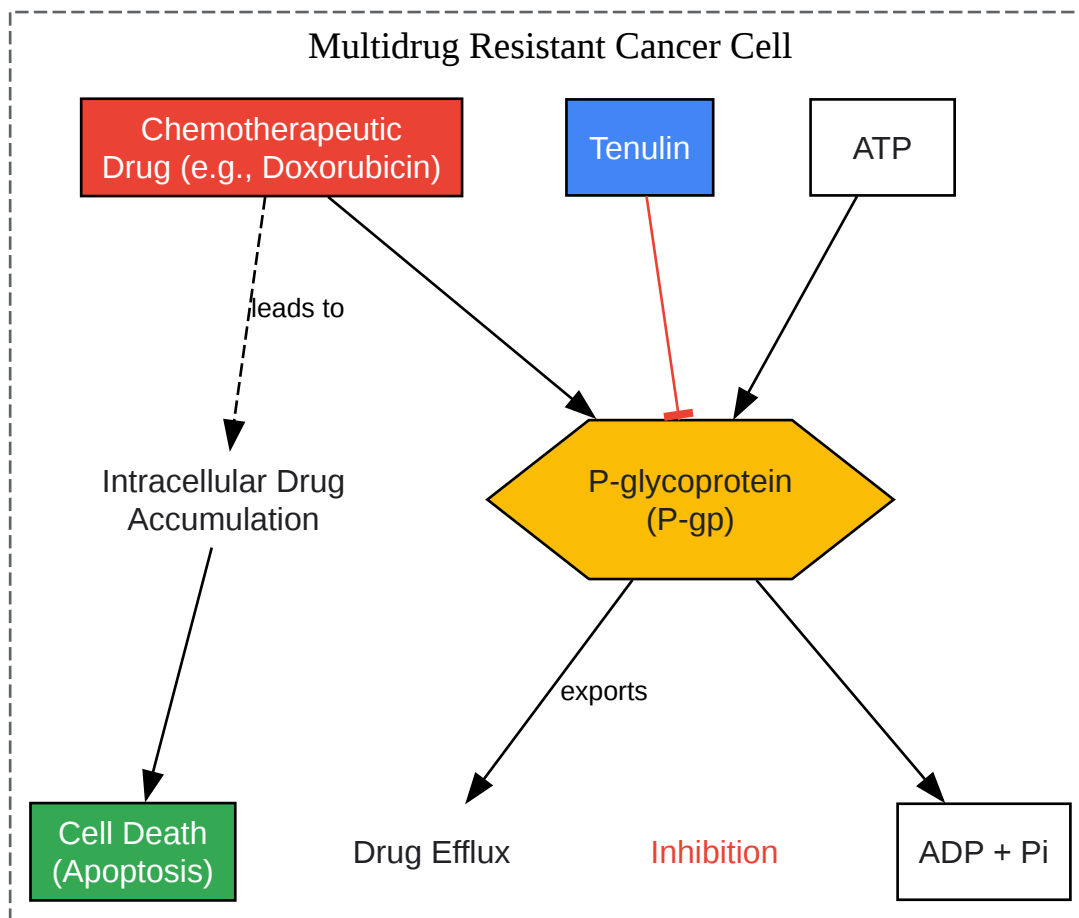 Multidrug Resistant Cancer Cell
Chemotherapeutic
Drug (e.g., Doxorubicin)
Tenulin
ATP
leads to
Intracellular Drug
Accumulation
P-glycoprotein
(P-gp)
exports
Cell Death
(Apoptosis)
Drug Efflux
Inhibition
ADP + Pi